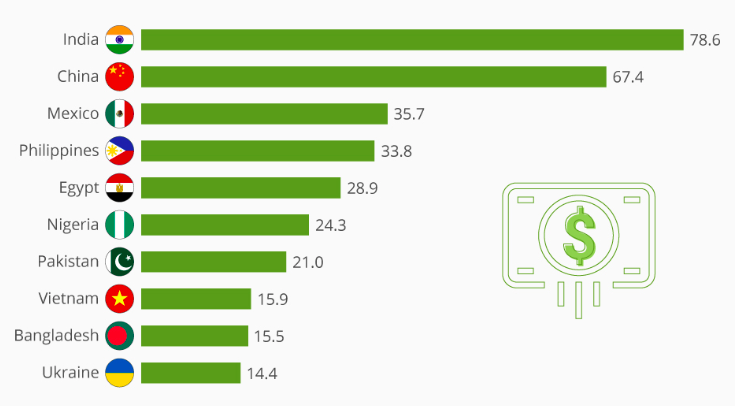 India 78.6
China 67.4
Mexico 35.7
Philippines 33.8
Egypt 28.9
Nigeria 24.3
Pakistan 21.0
Vietnam 15.9
Bangladesh 15.5
Ukraine 14.4
$